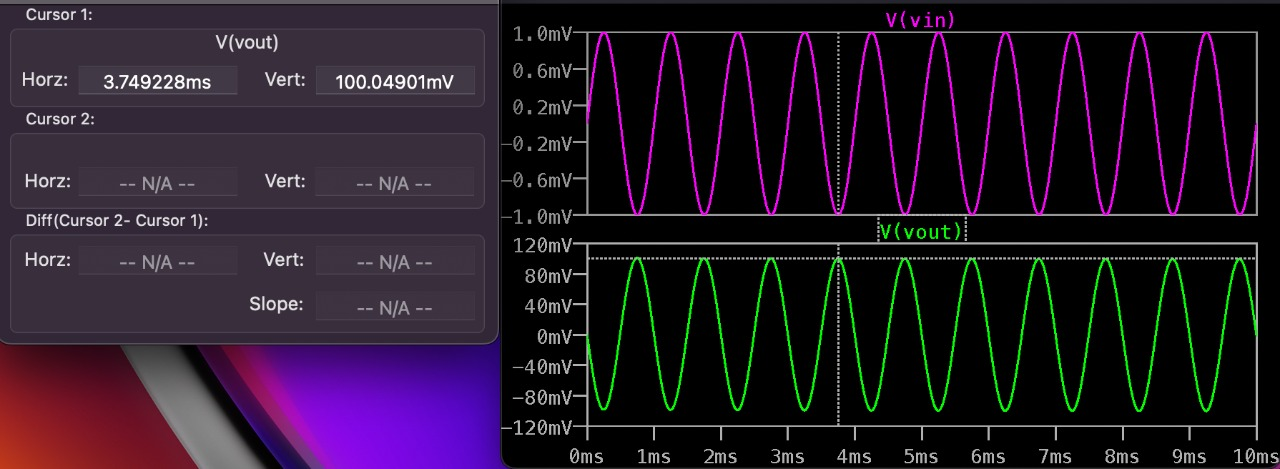 Cursor 1:
V(vout)
Horz: 3.749228ms Vert: 100.04901mV
Cursor 2:
Horz: -- N/A -- Vert: -- N/A --
Diff(Cursor 2- Cursor 1):
Horz: -- N/A -- Vert: -- N/A --
Slope: -- N/A --
V(vin)
1.0mV
0.6mV
0.2mV
-0.2mV
-0.6mV
-1.0mV
V(vout)
120mV
80mV
40mV
0mV
-40mV
-80mV
-120mV
0ms 1ms 2ms 3ms 4ms 5ms 6ms 7ms 8ms 9ms 10ms